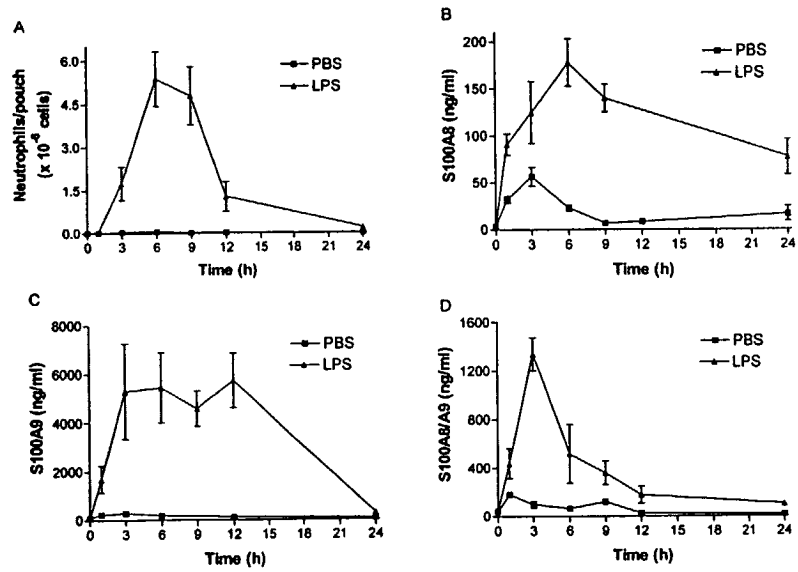 A
Neutrophils/pouch
(x 10⁻⁶ cells)
6.0
4.5
3.0
1.5
0.0
0 3 6 9 12 15 18 21 24
Time (h)
PBS
LPS
B
S100A8 (ng/ml)
200
150
100
50
0
0 3 6 9 12 15 18 21 24
Time (h)
PBS
LPS
C
S100A9 (ng/ml)
8000
6000
4000
2000
0
0 3 6 9 12 15 18 21 24
Time (h)
PBS
LPS
D
S100A8/A9 (ng/ml)
1600
1200
800
400
0
0 3 6 9 12 15 18 21 24
Time (h)
PBS
LPS